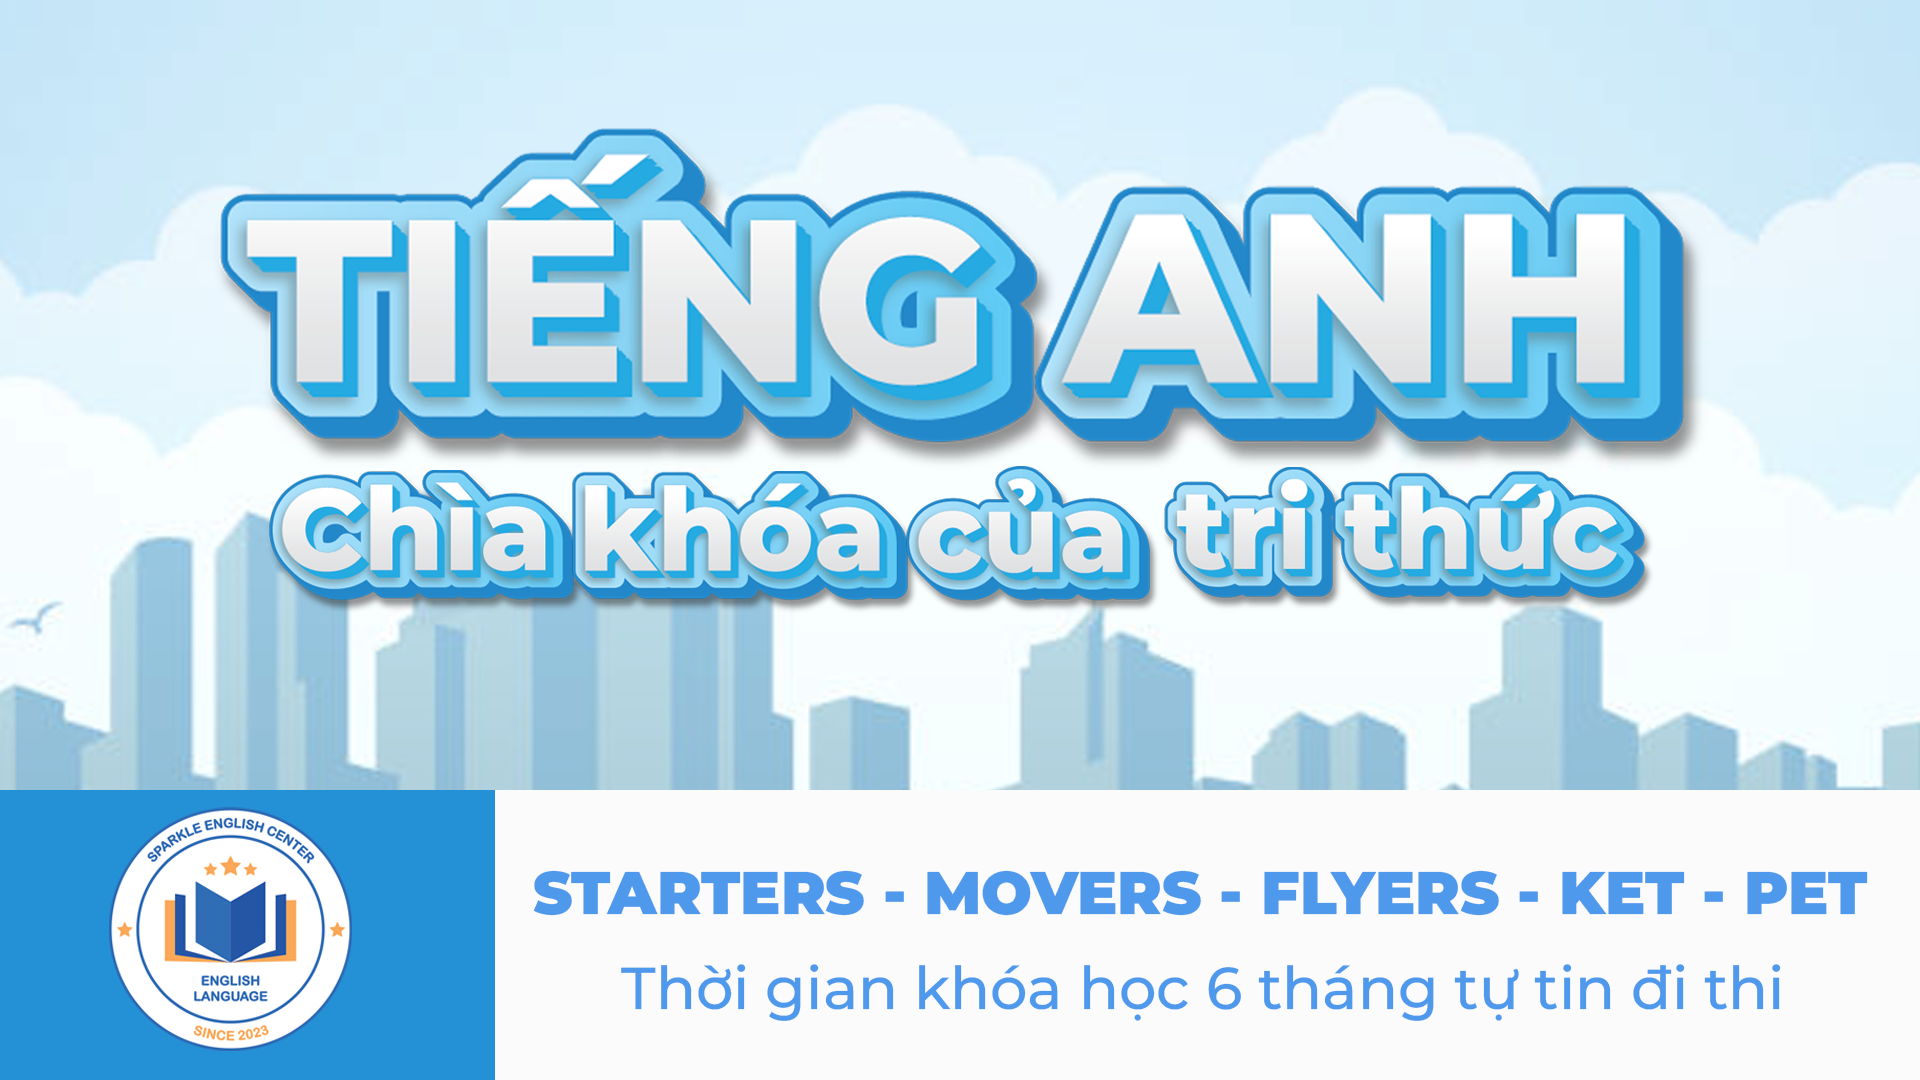 TIẾNG ANH
Chìa khóa của tri thức
SPARKLE ENGLISH CENTER
ENGLISH
LANGUAGE
SINCE 2023
STARTERS - MOVERS - FLYERS - KET - PET
Thời gian khóa học 6 tháng tự tin đi thi